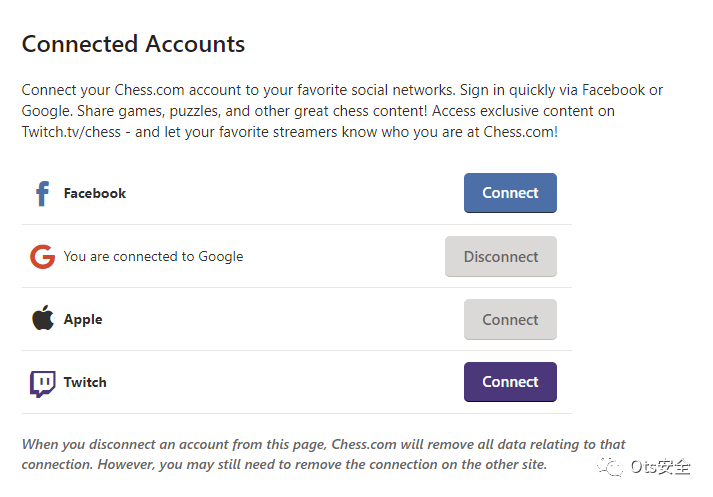 Connected Accounts
Connect your Chess.com account to your favorite social networks. Sign in quickly via Facebook or
Google. Share games, puzzles, and other great chess content! Access exclusive content on
Twitch.tv/chess - and let your favorite streamers know who you are at Chess.com!
Facebook Connect
You are connected to Google Disconnect
Apple Connect
Twitch Connect
When you disconnect an account from this page, Chess.com will remove all data relating to that
connection. However, you may still need to remove the connection on the other site.
Ots安全